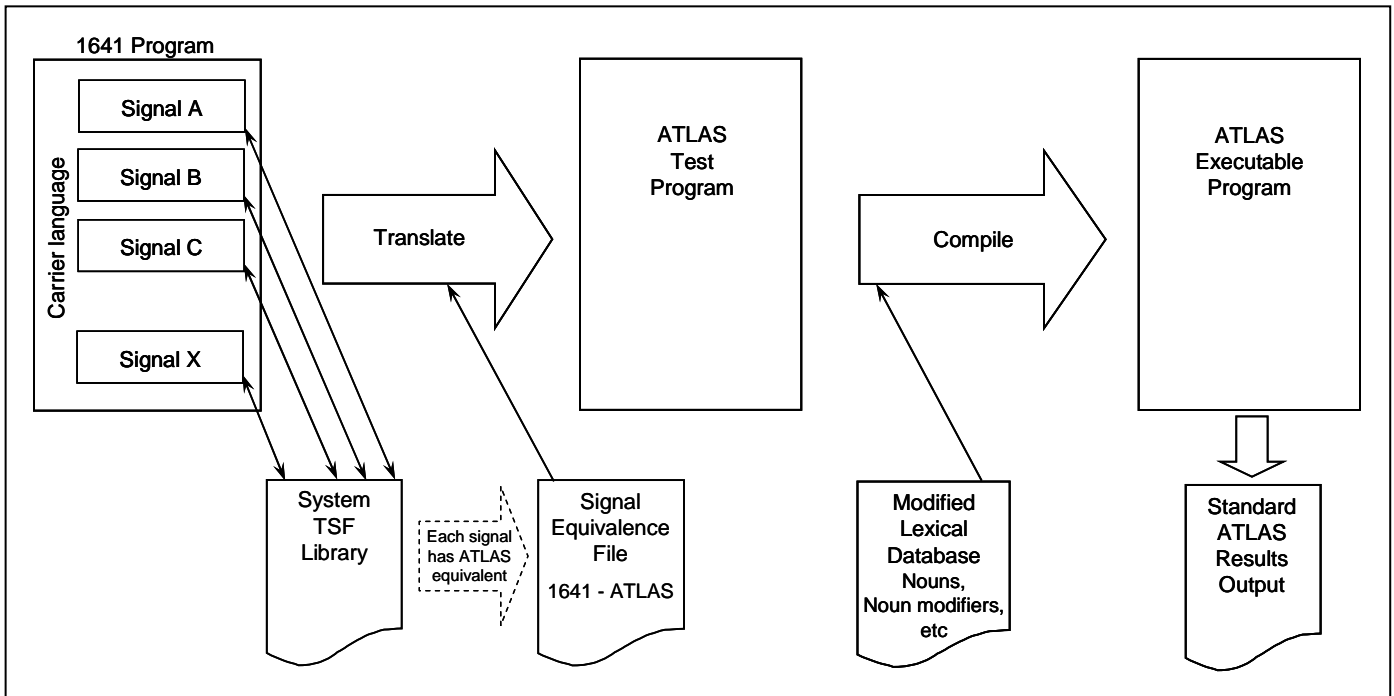 1641 Program
Carrier language
Signal A
Signal B
Signal C
Signal X
Translate
ATLAS
Test
Program
Compile
ATLAS
Executable
Program
System
TSF
Library
Each signal
has ATLAS
equivalent
Signal
Equivalence
File
1641 - ATLAS
Modified
Lexical
Database
Nouns,
Noun modifiers,
etc
Standard
ATLAS
Results
Output